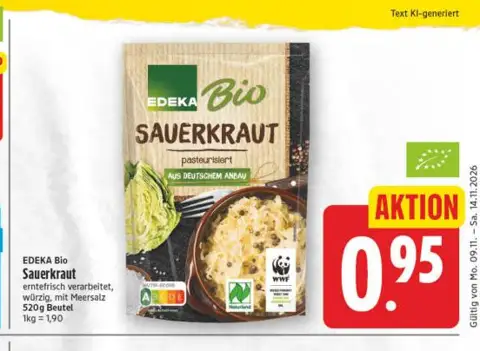 Text KI-generiert
EDEKA Bio
SAUERKRAUT
pasteurisiert
AUS DEUTSCHEM ANBAU
WWF
Naturland
EDEKA Bio
Sauerkraut
erntefrisch verarbeitet,
würzig, mit Meersalz
520g Beutel
1kg = 1,90
AKTION
0.95
Gültig von Mo. 09.11. – Sa. 14.11.2026